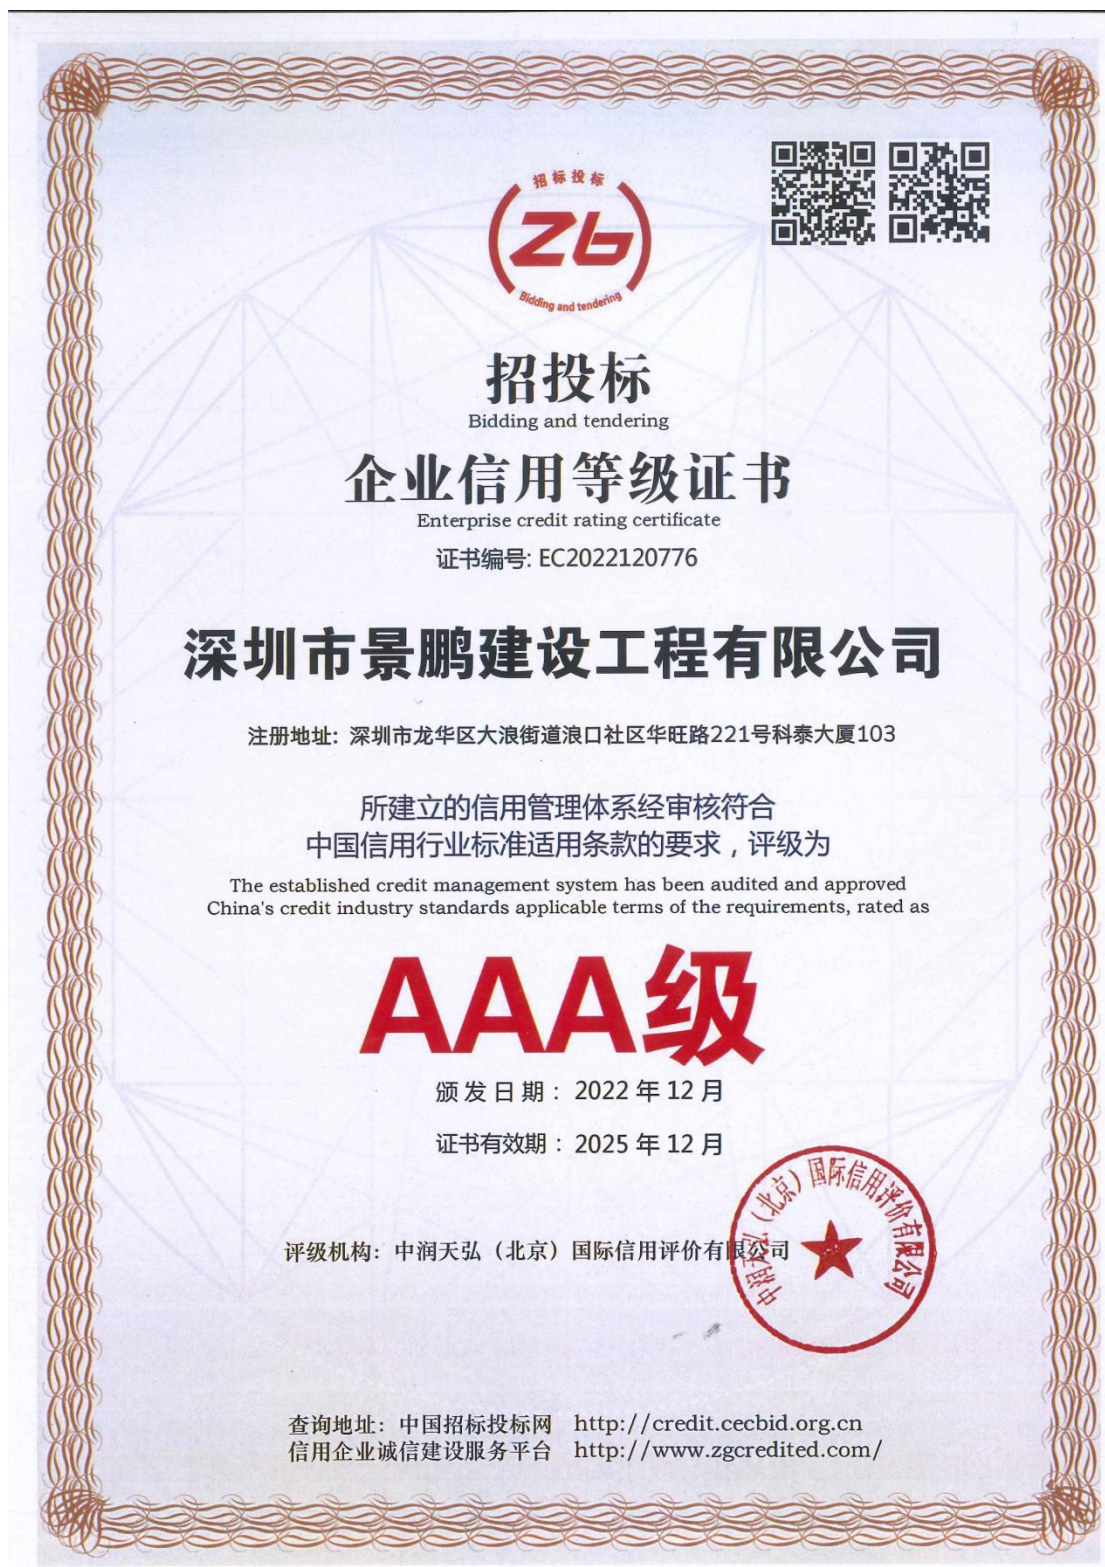 招标投标
Zb
Bidding and tendering
招投标
Bidding and tendering
企业信用等级证书
Enterprise credit rating certificate
证书编号: EC2022120776
深圳市景鹏建设工程有限公司
注册地址: 深圳市龙华区大浪街道浪口社区华旺路221号科泰大厦103
所建立的信用管理体系经审核符合
中国信用行业标准适用条款的要求，评级为
The established credit management system has been audited and approved
China's credit industry standards applicable terms of the requirements, rated as
AAA级
颁发日期： 2022 年 12 月
证书有效期： 2025 年 12 月
评级机构: 中润天弘（北京）国际信用评价有限公司
中润天弘（北京）国际信用评价有限公司
查询地址: 中国招标投标网 http://credit.cecbid.org.cn
信用企业诚信建设服务平台 http://www.zgcredited.com/